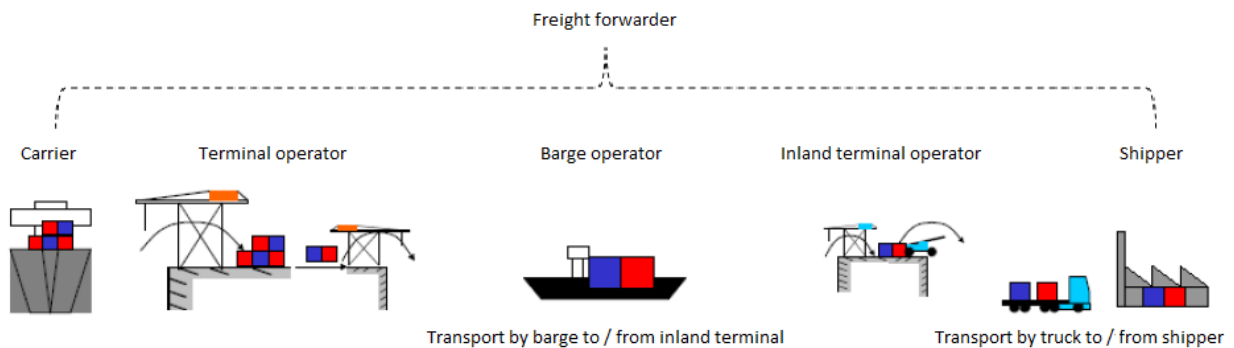 Freight forwarder
Carrier
Terminal operator
Barge operator
Inland terminal operator
Shipper
Transport by barge to / from inland terminal
Transport by truck to / from shipper